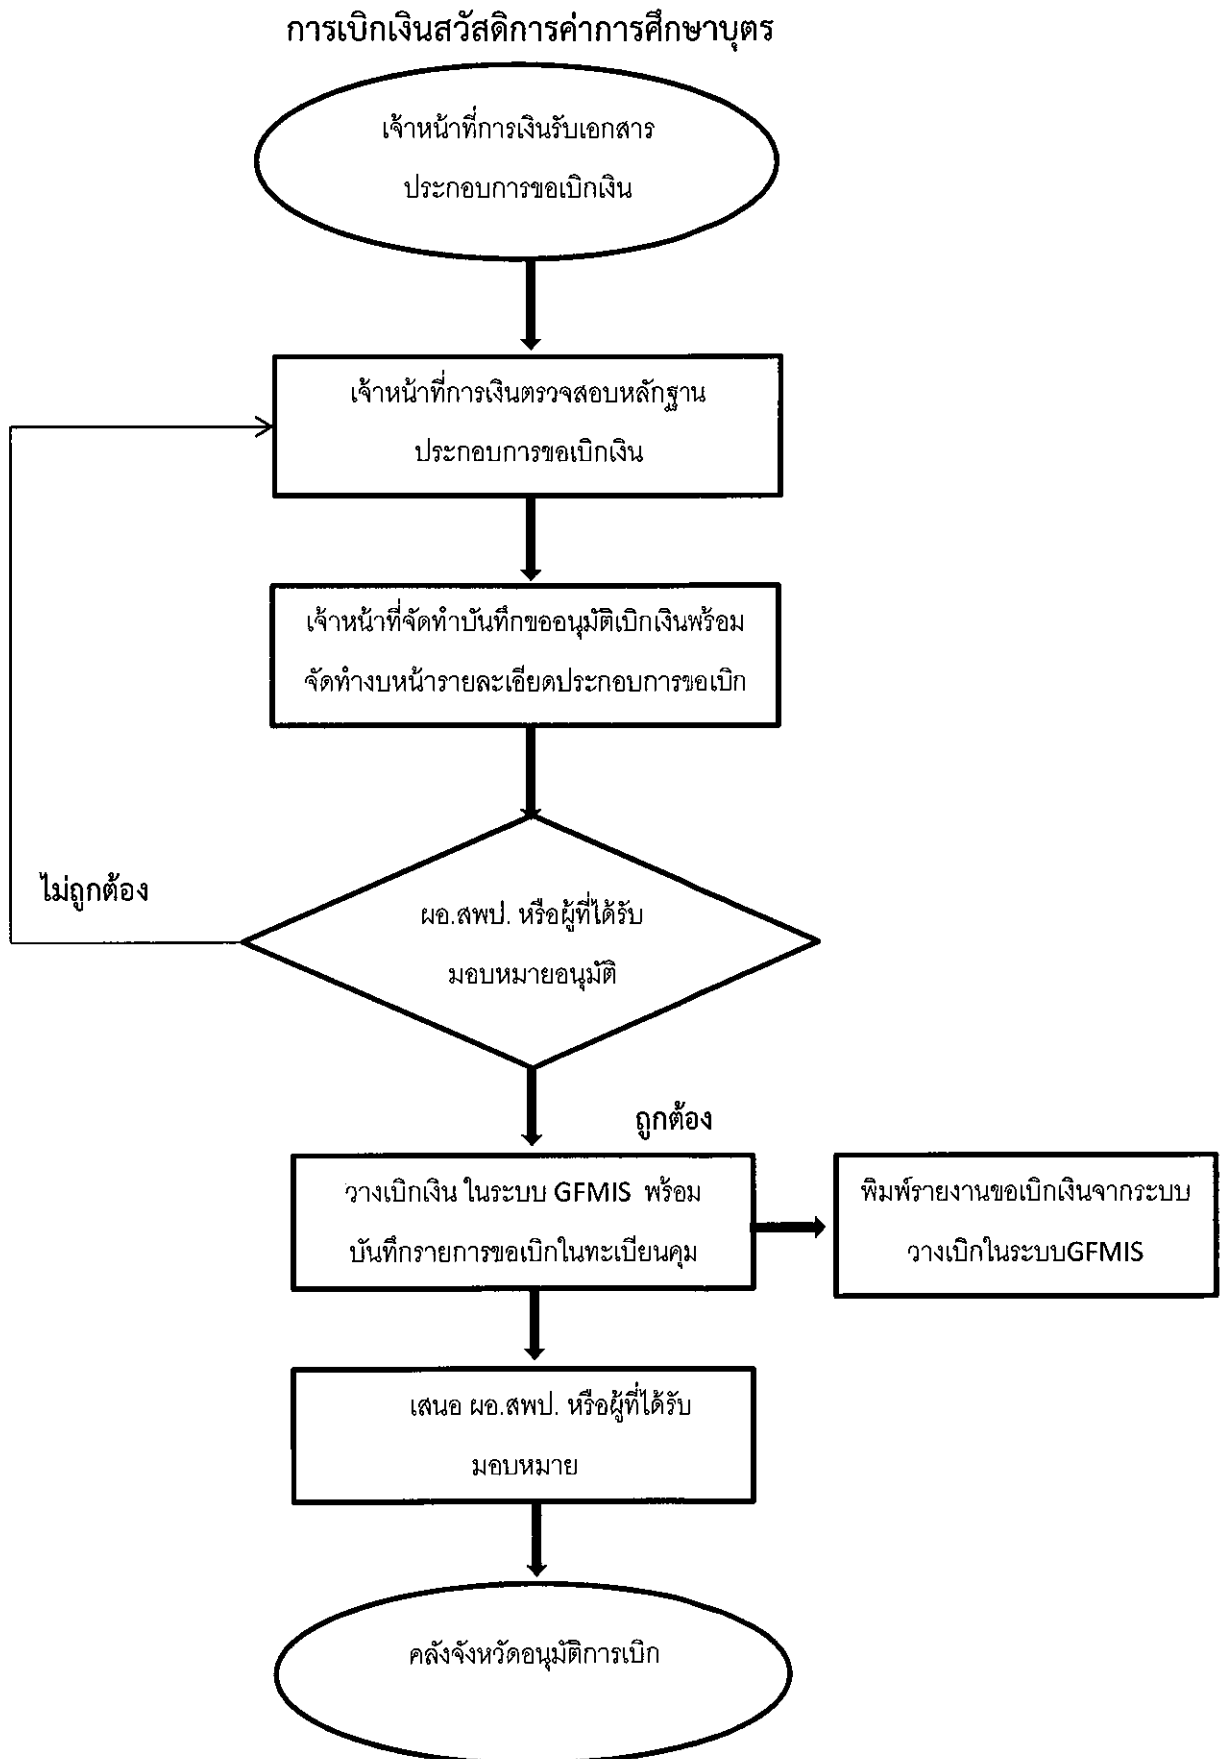 การเบิกเงินสวัสดิการค่าการศึกษาบุตร
เจ้าหน้าที่การเงินรับเอกสาร
ประกอบการขอเบิกเงิน
เจ้าหน้าที่การเงินตรวจสอบหลักฐาน
ประกอบการขอเบิกเงิน
เจ้าหน้าที่จัดทำบันทึกขออนุมัติเบิกเงินพร้อม
จัดทำงบหน้ารายละเอียดประกอบการขอเบิก
ไม่ถูกต้อง
ผอ.สพป. หรือผู้ที่ได้รับ
มอบหมายอนุมัติ
ถูกต้อง
วางเบิกเงิน ในระบบ GFMIS พร้อม
บันทึกรายการขอเบิกในทะเบียนคุม
พิมพ์รายงานขอเบิกเงินจากระบบ
วางเบิกในระบบGFMIS
เสนอ ผอ.สพป. หรือผู้ที่ได้รับ
มอบหมาย
คลังจังหวัดอนุมัติการเบิก